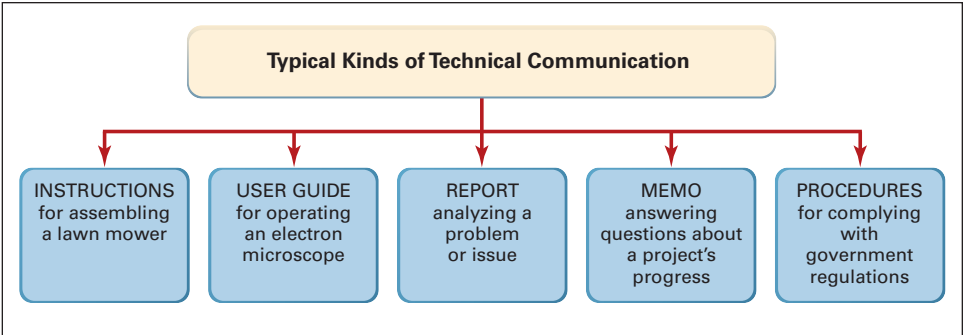 Typical Kinds of Technical Communication
INSTRUCTIONS
for assembling
a lawn mower
USER GUIDE
for operating
an electron
microscope
REPORT
analyzing a
problem
or issue
MEMO
answering
questions about
a project’s
progress
PROCEDURES
for complying
with
government
regulations